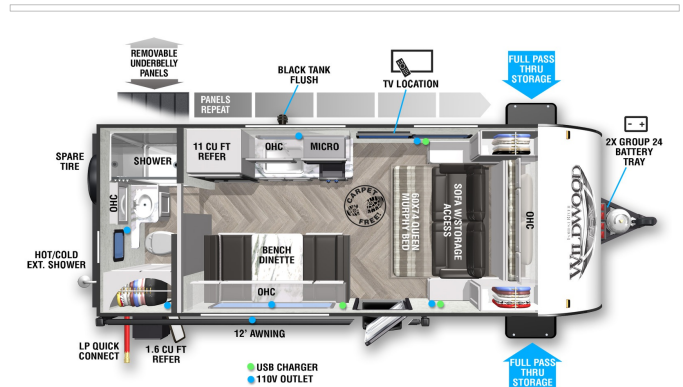 REMOVABLE
UNDERBELLY
PANELS
PANELS
REPEAT
BLACK TANK
FLUSH
TV LOCATION
FULL PASS
THRU
STORAGE
- +
2X GROUP 24
BATTERY
TRAY
SPARE
TIRE
SHOWER
11 CU FT
REFER
OHC
MICRO
OHC
CARPET
FREE!
60X74 QUEEN
MURPHY BED
SOFA W/STORAGE
ACCESS
OHC
WILDWOOD
HOT/COLD
EXT. SHOWER
BENCH
DINETTE
OHC
12' AWNING
LP QUICK
CONNECT
1.6 CU FT
REFER
USB CHARGER
110V OUTLET
FULL PASS
THRU
STORAGE